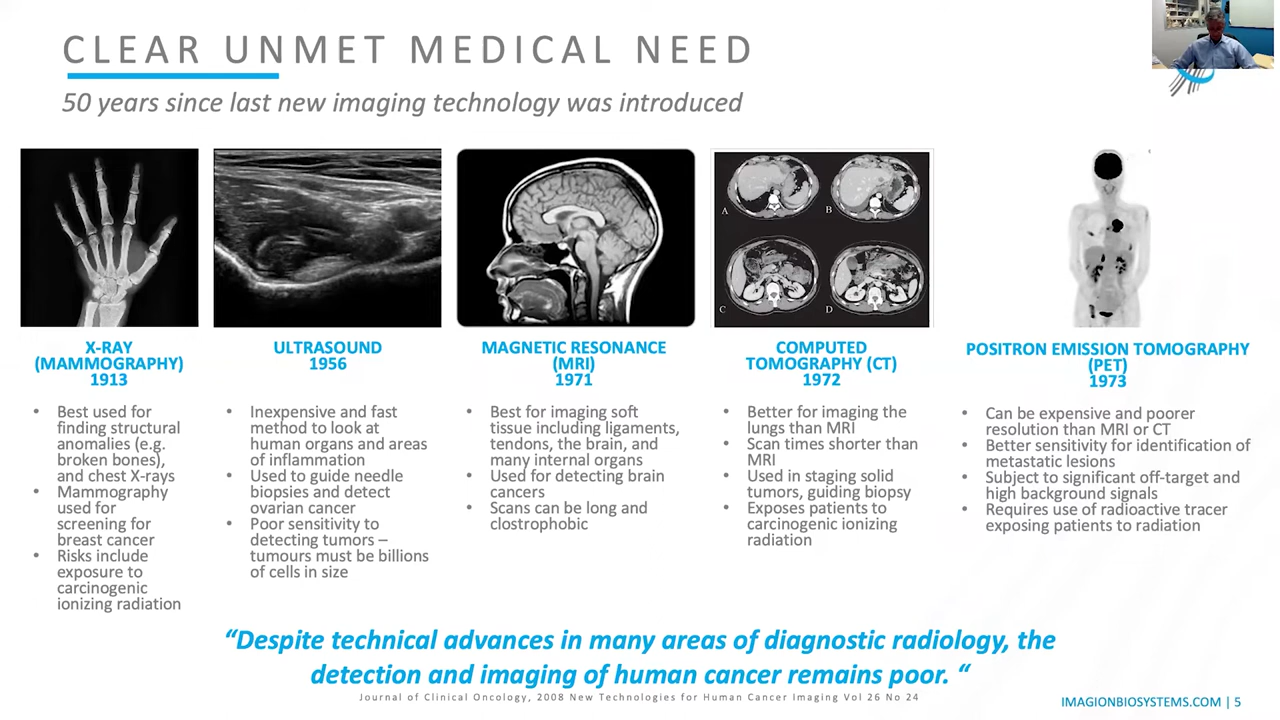 CLEAR UNMET MEDICAL NEED
50 years since last new imaging technology was introduced
A
B
C
D
X-RAY
(MAMMOGRAPHY)
1913
• Best used for
finding structural
anomalies (e.g.
broken bones),
and chest X-rays
• Mammography
used for
screening for
breast cancer
• Risks include
exposure to
carcinogenic
ionizing radiation
ULTRASOUND
1956
• Inexpensive and fast
method to look at
human organs and areas
of inflammation
• Used to guide needle
biopsies and detect
ovarian cancer
• Poor sensitivity to
detecting tumors –
tumours must be billions
of cells in size
MAGNETIC RESONANCE
(MRI)
1971
• Best for imaging soft
tissue including ligaments,
tendons, the brain, and
many internal organs
• Used for detecting brain
cancers
• Scans can be long and
clostrophobic
COMPUTED
TOMOGRAPHY (CT)
1972
• Better for imaging the
lungs than MRI
• Scan times shorter than
MRI
• Used in staging solid
tumors, guiding biopsy
• Exposes patients to
carcinogenic ionizing
radiation
POSITRON EMISSION TOMOGRAPHY
(PET)
1973
• Can be expensive and poorer
resolution than MRI or CT
• Better sensitivity for identification of
metastatic lesions
• Subject to significant off-target and
high background signals
• Requires use of radioactive tracer
exposing patients to radiation
“Despite technical advances in many areas of diagnostic radiology, the
detection and imaging of human cancer remains poor. “
Journal of Clinical Oncology, 2008 New Technologies for Human Cancer Imaging Vol 26 No 24
IMAGIONBIOSYSTEMS.COM | 5